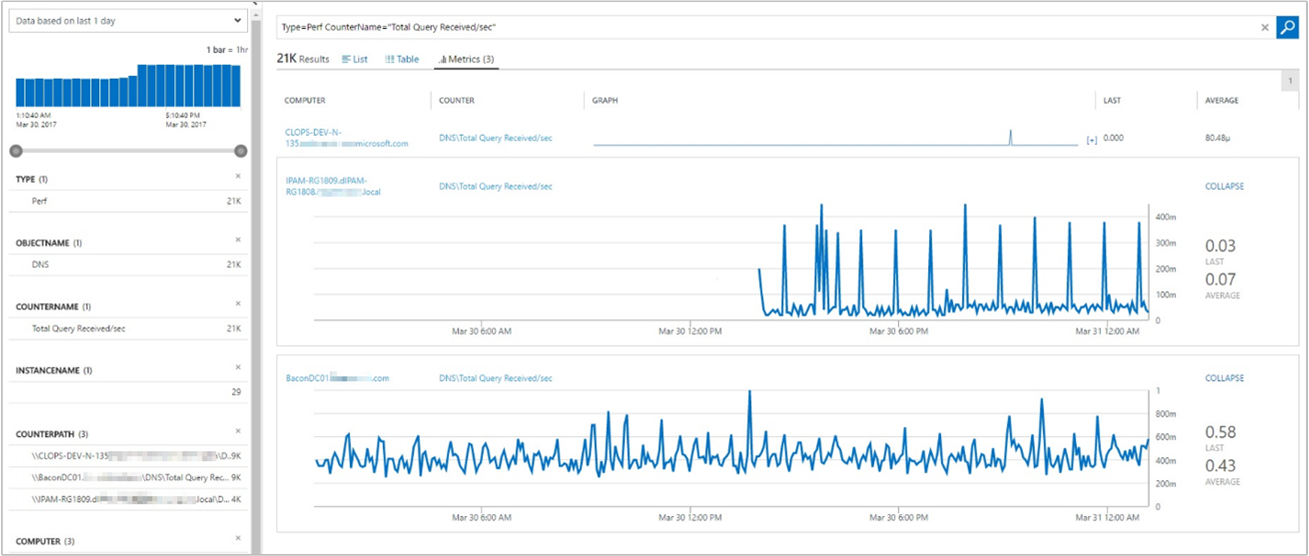 Data based on last 1 day
1 bar = 1hr
1:10:40 AM
Mar 30, 2017
5:10:40 PM
Mar 30, 2017
TYPE (1)
Perf 21K
OBJECTNAME (1)
DNS 21K
COUNTERNAME (1)
Total Query Received/sec 21K
INSTANCENAME (1)
29
COUNTERPATH (3)
\\CLOPS-DEV-N-135 \D..9K
\\BaconDC01. \DNS\Total Query Rec... 9K
\\IPAM-RG1809.dI local\D... 4K
COMPUTER (3)
Type=Perf CounterName="Total Query Received/sec"
21K Results List Table Metrics (3)
1
COMPUTER COUNTER GRAPH LAST AVERAGE
CLOPS-DEV-N-
135 microsoft.com
DNS\Total Query Received/sec
[+] 0.000 80.48µ
IPAM-RG1809.dIPAM-
RG1808. .local
DNS\Total Query Received/sec
COLLAPSE
400m
300m
200m
100m
0
0.03
LAST
0.07
AVERAGE
Mar 30 6:00 AM Mar 30 12:00 PM Mar 30 6:00 PM Mar 31 12:00 AM
BaconDC01 .com DNS\Total Query Received/sec COLLAPSE
1
800m
600m
400m
200m
0
0.58
LAST
0.43
AVERAGE
Mar 30 6:00 AM Mar 30 12:00 PM Mar 30 6:00 PM Mar 31 12:00 AM